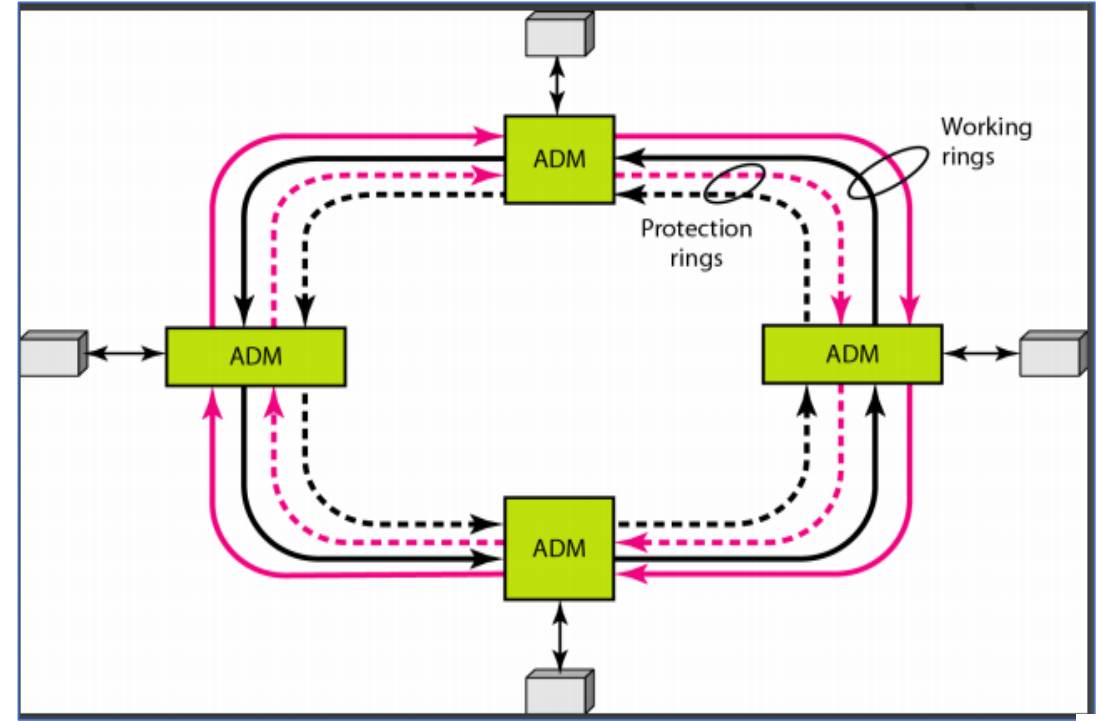 ADM
Working
rings
Protection
rings
ADM
ADM
ADM